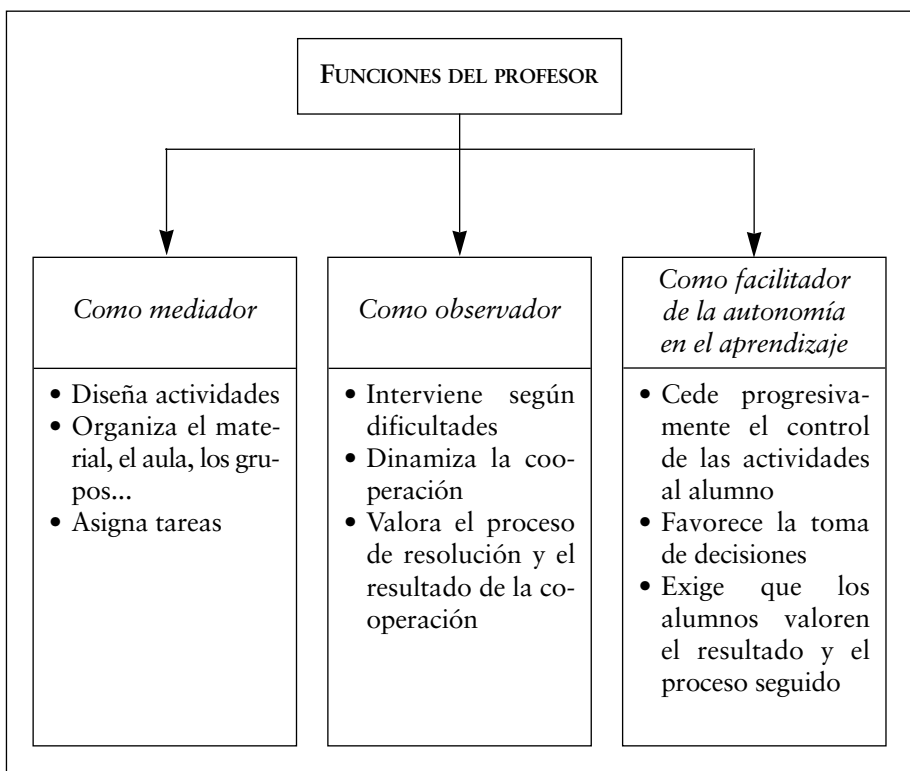 FUNCIONES DEL PROFESOR
Como mediador
• Diseña actividades
• Organiza el mate-
rial, el aula, los gru-
pos...
• Asigna tareas
Como observador
• Interviene según
dificultades
• Dinamiza la coo-
peración
• Valora el proceso
de resolución y el
resultado de la co-
operación
Como facilitador
de la autonomía
en el aprendizaje
• Cede progresiva-
mente el control
de las actividades
al alumno
• Favorece la toma
de decisiones
• Exige que los
alumnos valoren
el resultado y el
proceso seguido